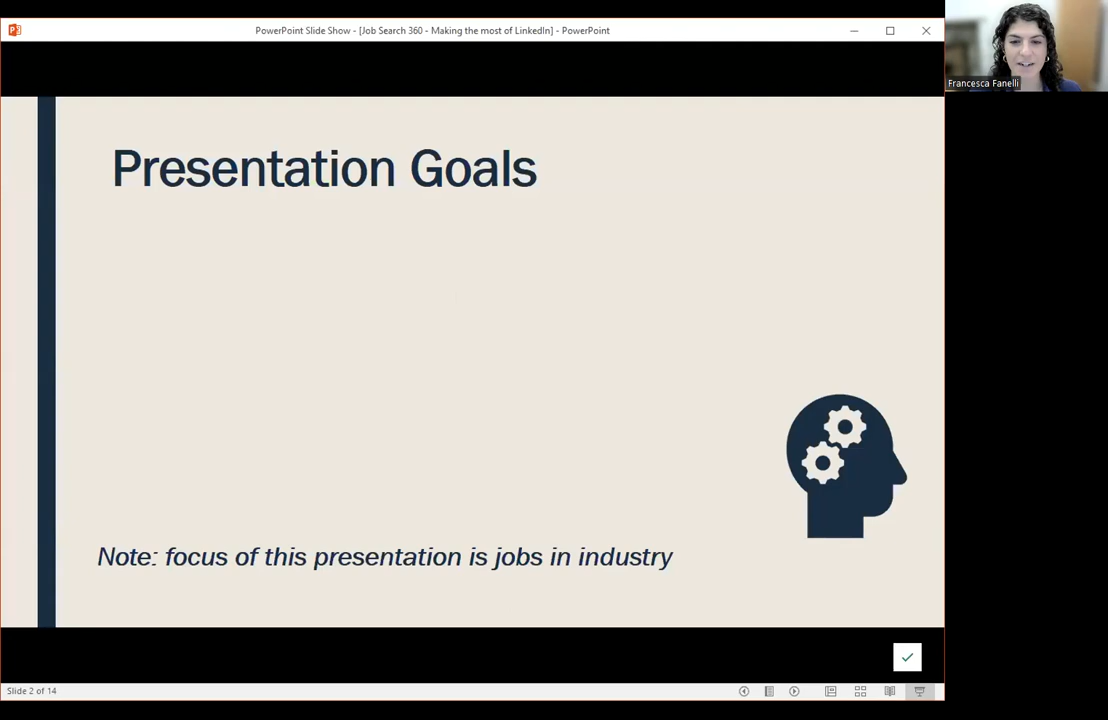 PowerPoint Slide Show - [Job Search 360 - Making the most of LinkedIn] - PowerPoint
Francesca Fanelli
Presentation Goals
Note: focus of this presentation is jobs in industry
Slide 2 of 14